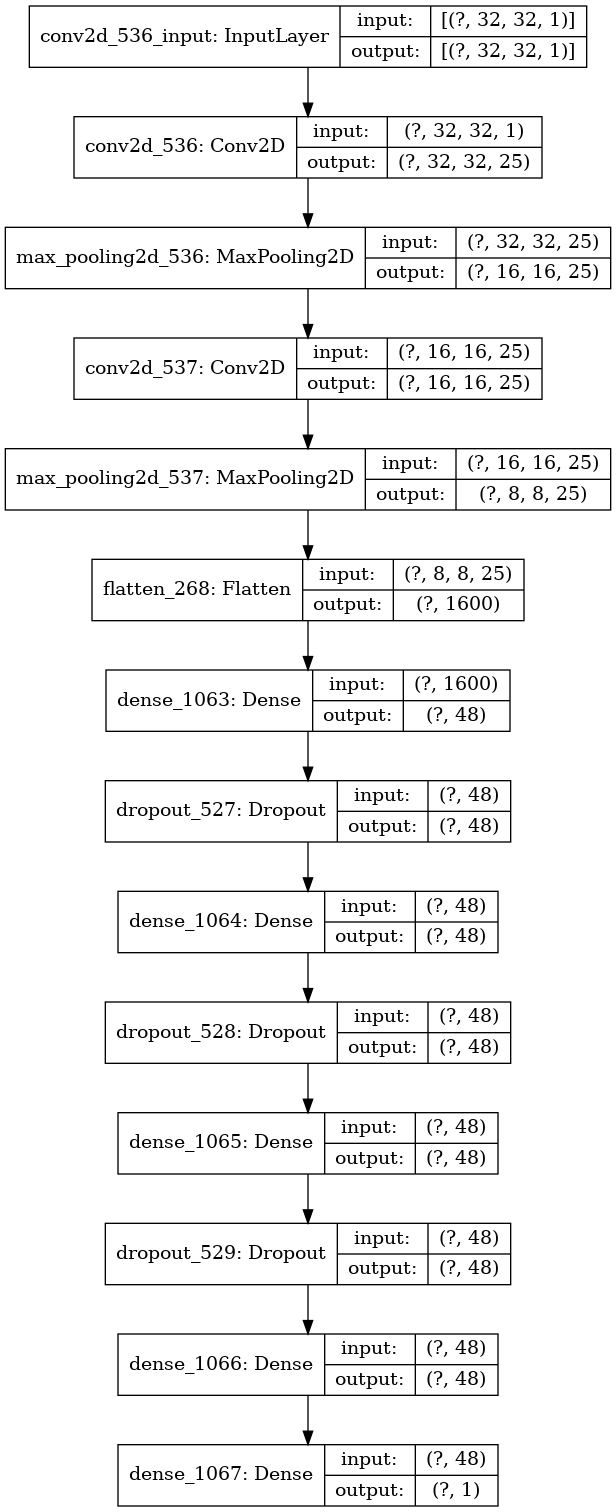 conv2d_536_input: InputLayer
input: [(?, 32, 32, 1)]
output: [(?, 32, 32, 1)]
conv2d_536: Conv2D
input: (?, 32, 32, 1)
output: (?, 32, 32, 25)
max_pooling2d_536: MaxPooling2D
input: (?, 32, 32, 25)
output: (?, 16, 16, 25)
conv2d_537: Conv2D
input: (?, 16, 16, 25)
output: (?, 16, 16, 25)
max_pooling2d_537: MaxPooling2D
input: (?, 16, 16, 25)
output: (?, 8, 8, 25)
flatten_268: Flatten
input: (?, 8, 8, 25)
output: (?, 1600)
dense_1063: Dense
input: (?, 1600)
output: (?, 48)
dropout_527: Dropout
input: (?, 48)
output: (?, 48)
dense_1064: Dense
input: (?, 48)
output: (?, 48)
dropout_528: Dropout
input: (?, 48)
output: (?, 48)
dense_1065: Dense
input: (?, 48)
output: (?, 48)
dropout_529: Dropout
input: (?, 48)
output: (?, 48)
dense_1066: Dense
input: (?, 48)
output: (?, 48)
dense_1067: Dense
input: (?, 48)
output: (?, 1)